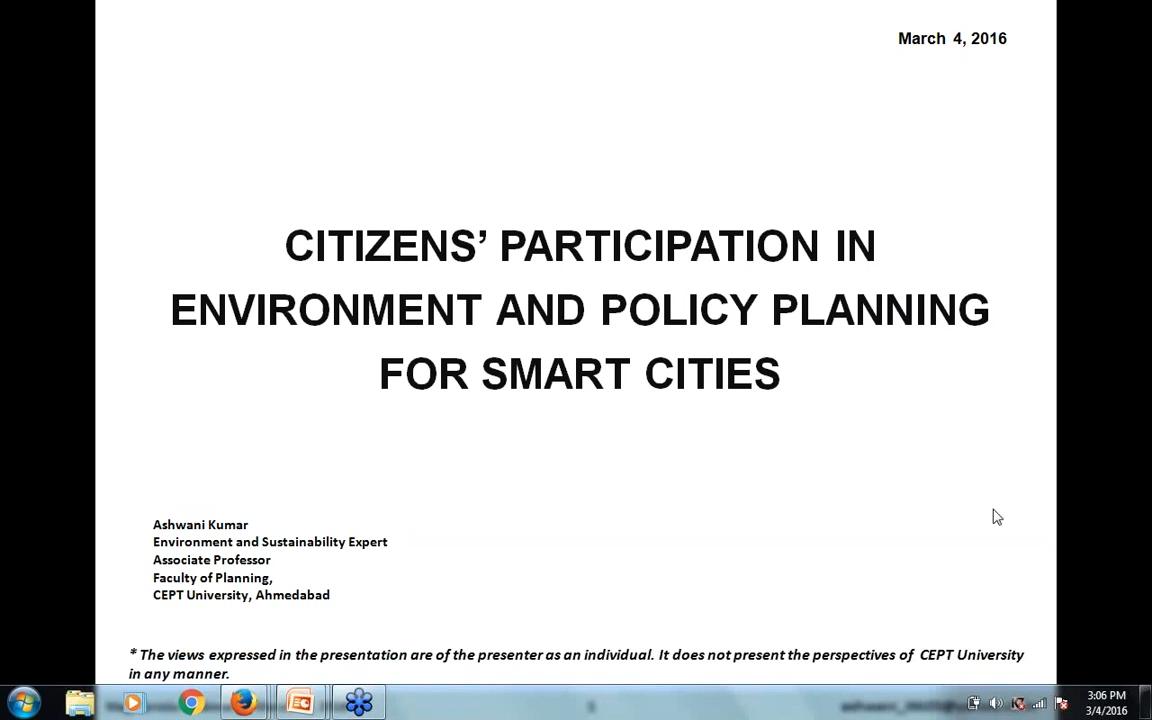 March 4, 2016
CITIZENS’ PARTICIPATION IN
ENVIRONMENT AND POLICY PLANNING
FOR SMART CITIES
Ashwani Kumar
Environment and Sustainability Expert
Associate Professor
Faculty of Planning,
CEPT University, Ahmedabad
* The views expressed in the presentation are of the presenter as an individual. It does not present the perspectives of CEPT University
in any manner.
3:06 PM
3/4/2016